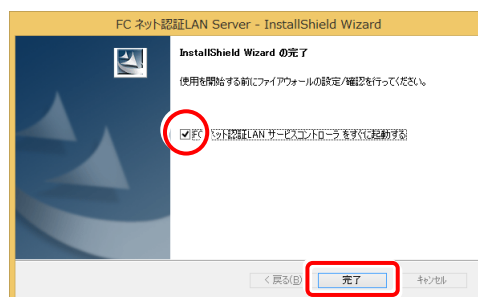 FC ネット認証LAN Server - InstallShield Wizard
InstallShield Wizard の完了
使用を開始する前にファイアウォールの設定/確認を行ってください。
FC ネット認証LAN サービスコントローラ をすぐに起動する
< 戻る(B)
完了
キャンセル